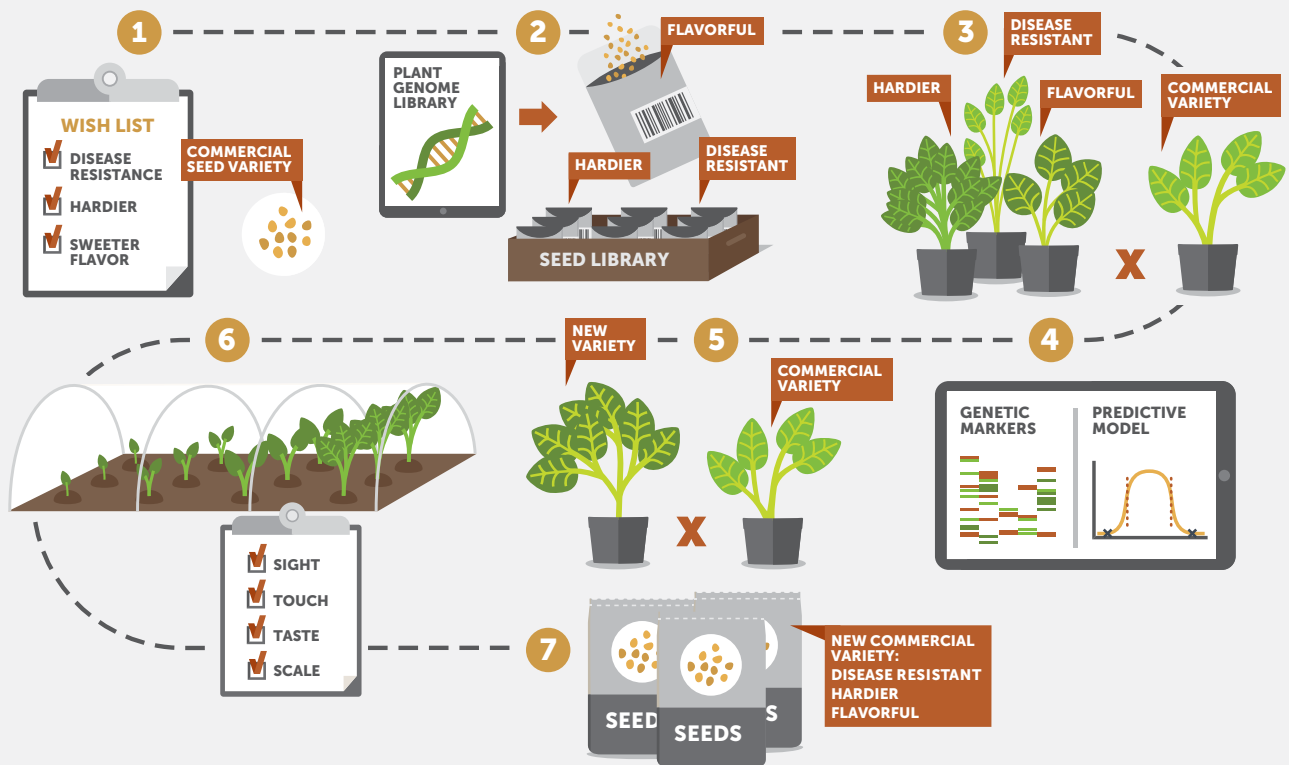 1
WISH LIST
DISEASE
RESISTANCE
HARDIER
SWEETER
FLAVOR
COMMERCIAL
SEED VARIETY
2
PLANT
GENOME
LIBRARY
FLAVORFUL
HARDIER
DISEASE
RESISTANT
SEED LIBRARY
3
HARDIER
DISEASE
RESISTANT
FLAVORFUL
COMMERCIAL
VARIETY
X
4
GENETIC
MARKERS
PREDICTIVE
MODEL
5
NEW
VARIETY
COMMERCIAL
VARIETY
X
6
SIGHT
TOUCH
TASTE
SCALE
7
SEED
SEEDS
S
NEW COMMERCIAL
VARIETY:
DISEASE RESISTANT
HARDIER
FLAVORFUL